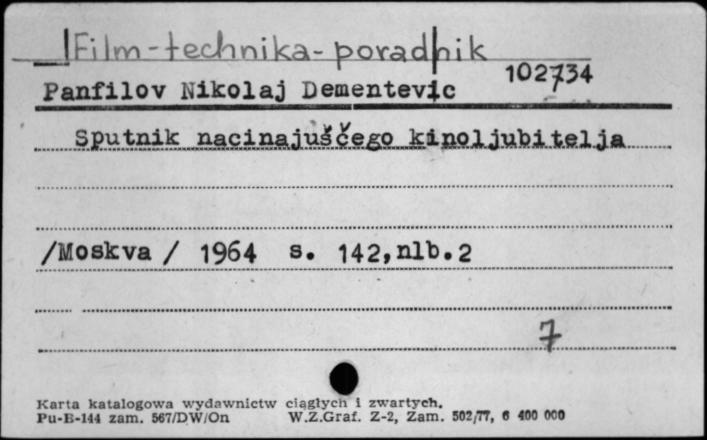 Film-technika-poradnik
102734
Panfilov Nikolaj Dementevic
Sputnik nacinajuščego kinoljubitelja
/Moskva / 1964 s. 142,nlb.2
7
Karta katalogowa wydawnictw ciągłych i zwartych.
Pu-B-144 zam. 567/DW/On W.Z.Graf. Z-2, Zam. 502/77, 6 400 000